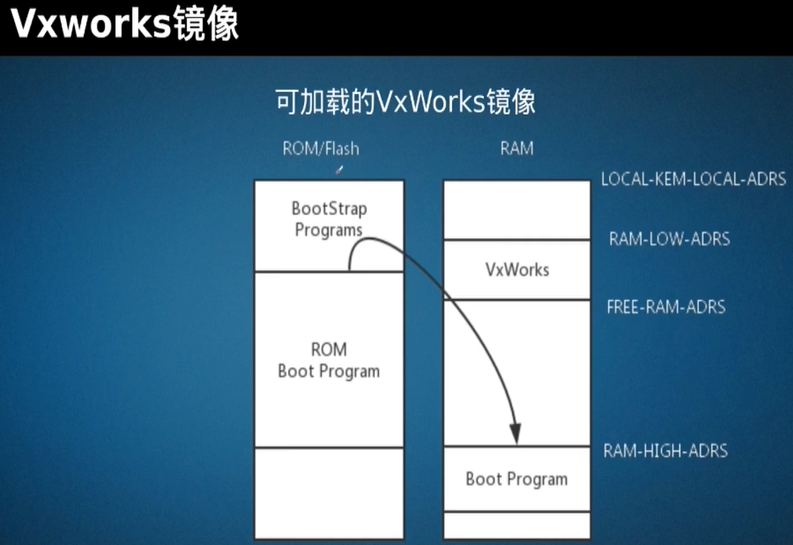 Vxworks镜像
可加载的VxWorks镜像
ROM/Flash
RAM
LOCAL-KEM-LOCAL-ADRS
BootStrap
Programs
RAM-LOW-ADRS
VxWorks
FREE-RAM-ADRS
ROM
Boot Program
RAM-HIGH-ADRS
Boot Program